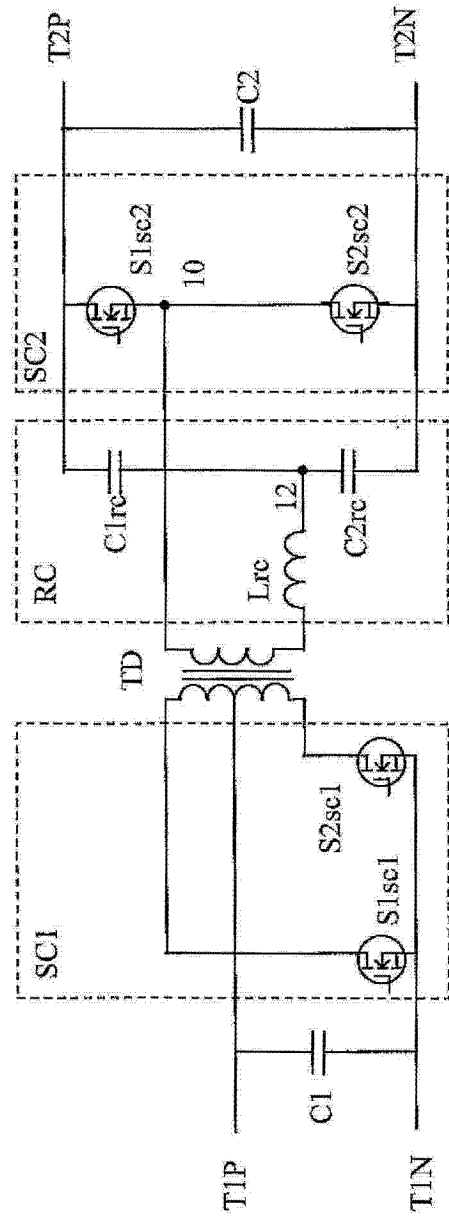 T1P
T1N
C1
SC1
S1sc1
S2sc1
TD
RC
Lrc
12
C1rc
C2rc
SC2
S1sc2
10
S2sc2
C2
T2P
T2N